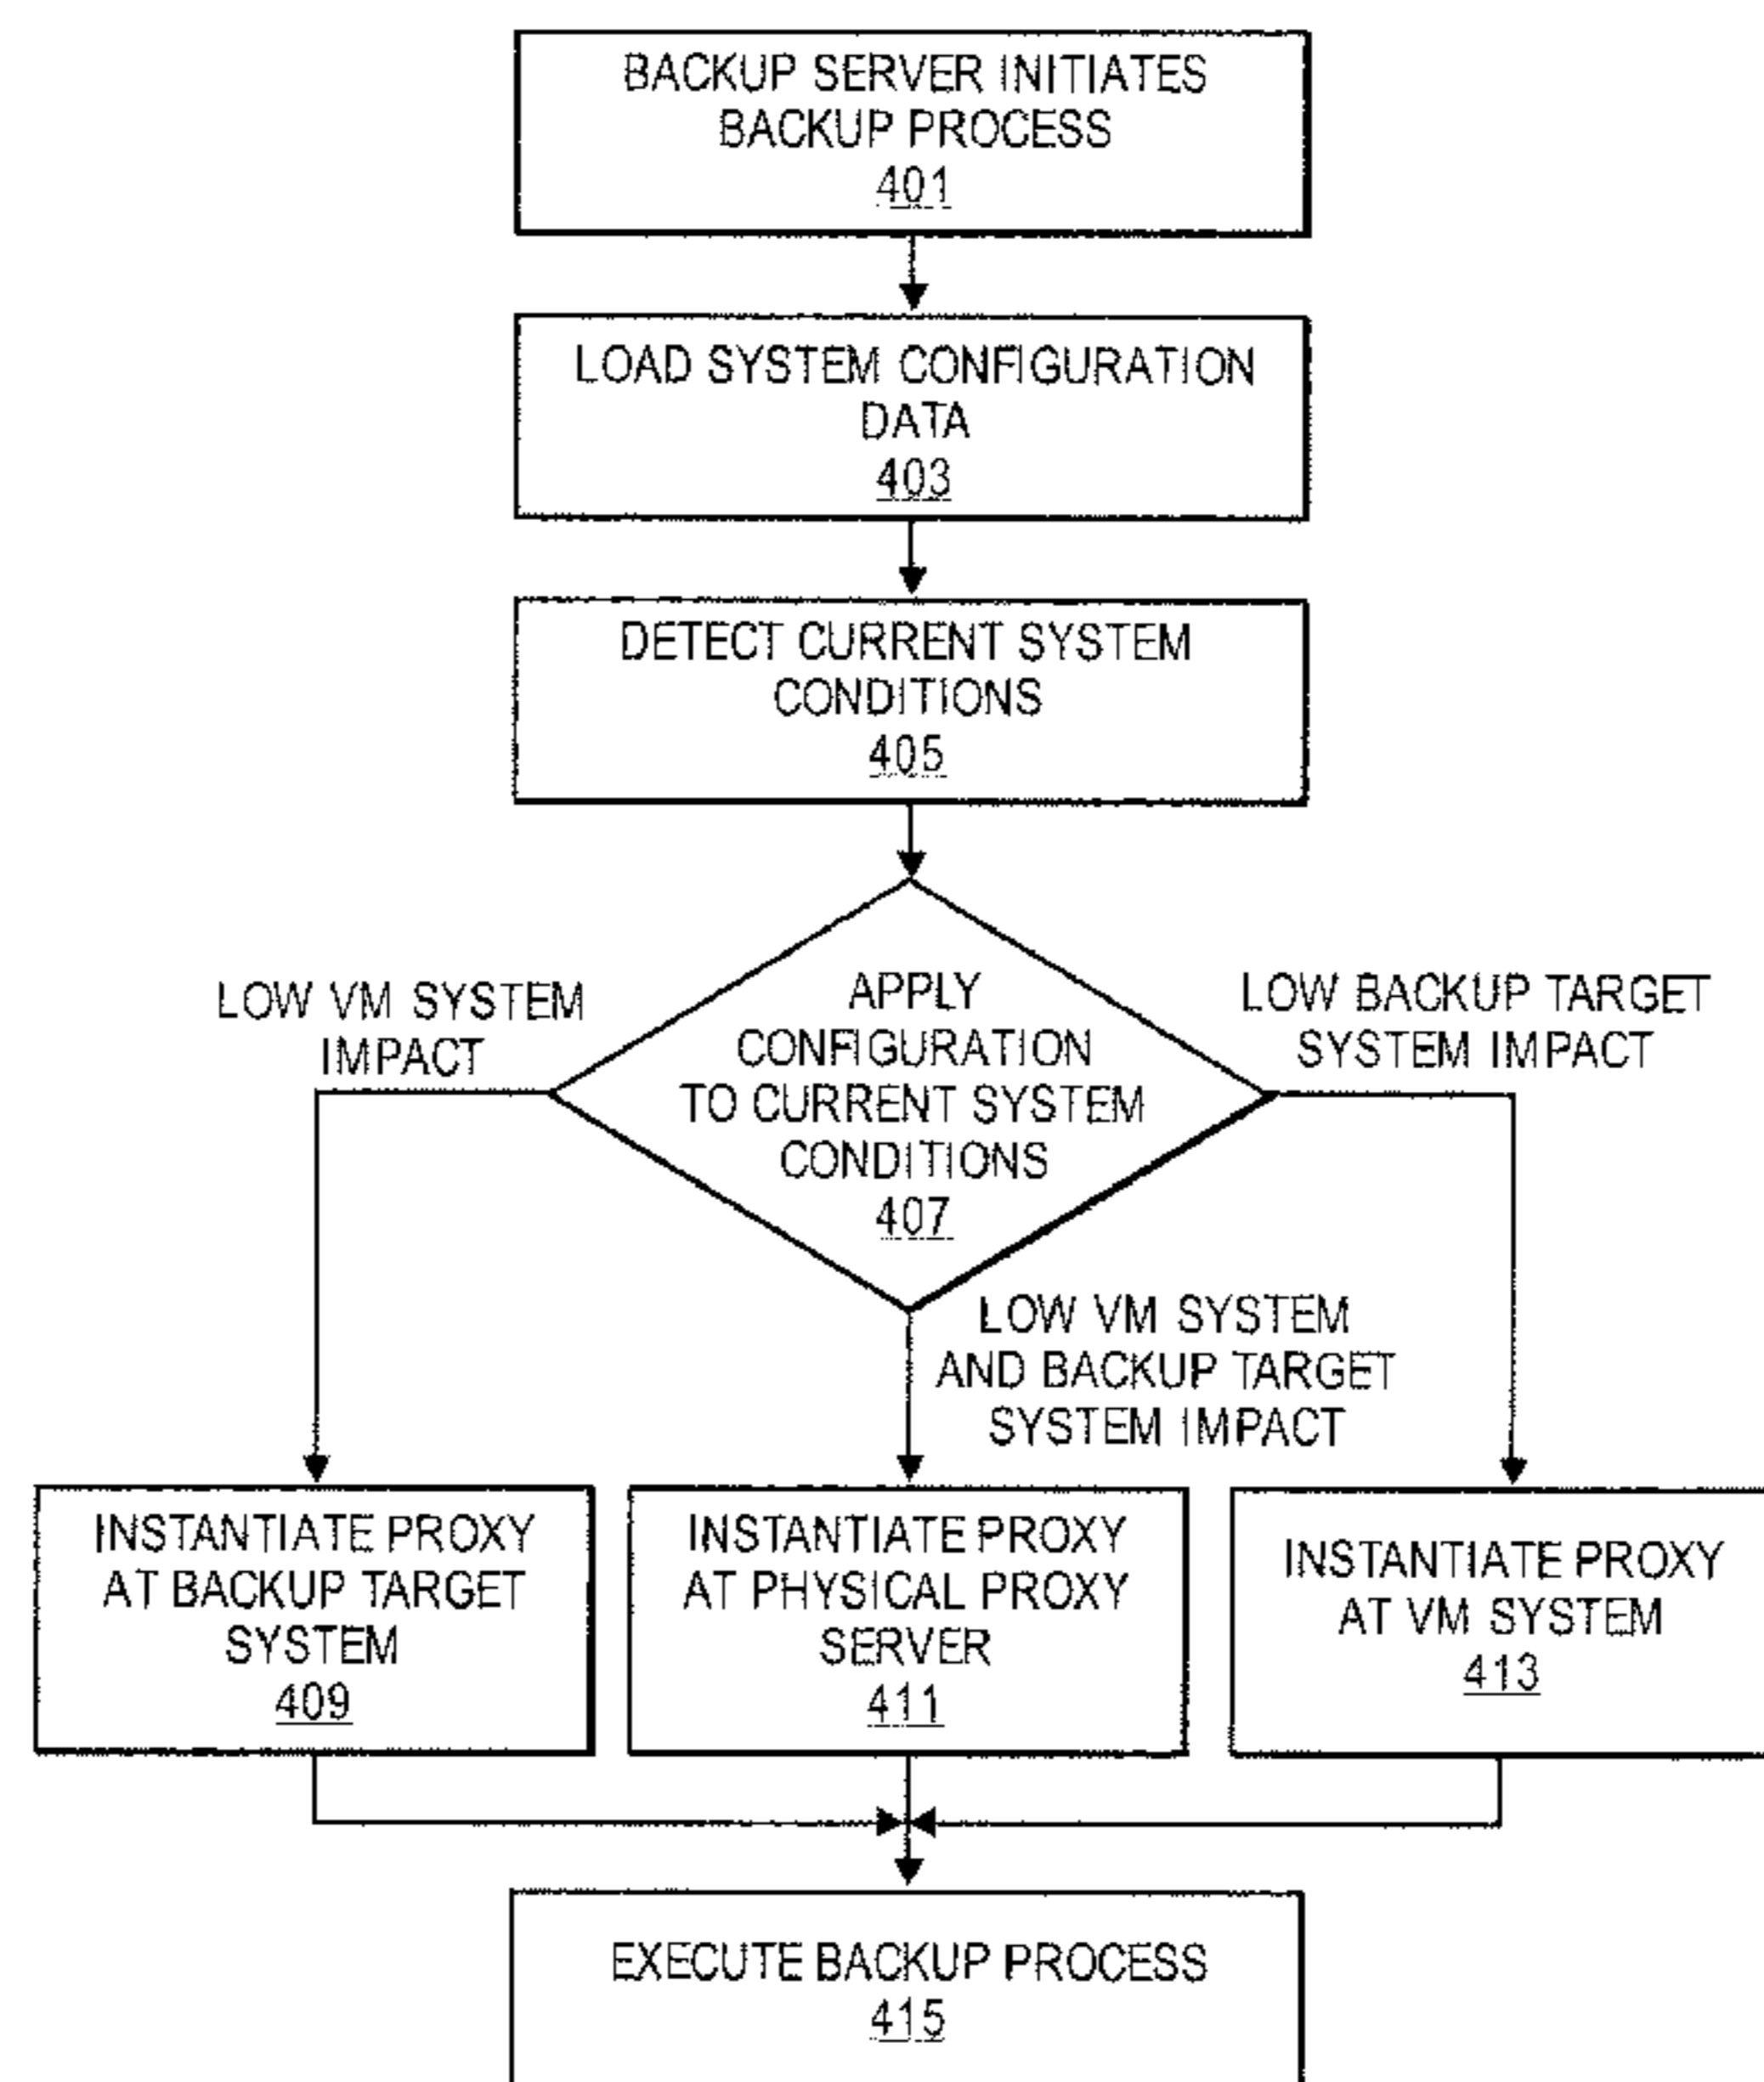 BACKUP SERVER INITIATES
BACKUP PROCESS
401
LOAD SYSTEM CONFIGURATION
DATA
403
DETECT CURRENT SYSTEM
CONDITIONS
405
APPLY
CONFIGURATION
TO CURRENT SYSTEM
CONDITIONS
407
LOW VM SYSTEM
IMPACT
LOW BACKUP TARGET
SYSTEM IMPACT
LOW VM SYSTEM
AND BACKUP TARGET
SYSTEM IMPACT
INSTANTIATE PROXY
AT BACKUP TARGET
SYSTEM
409
INSTANTIATE PROXY
AT PHYSICAL PROXY
SERVER
411
INSTANTIATE PROXY
AT VM SYSTEM
413
EXECUTE BACKUP PROCESS
415